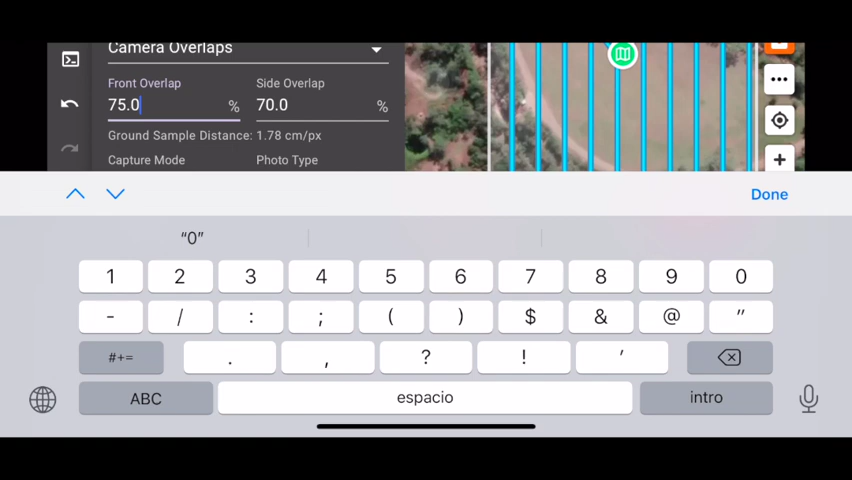 Camera Overlaps
Front Overlap Side Overlap
75.0 % 70.0 %
Ground Sample Distance: 1.78 cm/px
Capture Mode Photo Type
Done
“0”
1 2 3 4 5 6 7 8 9 0
- / : ; ( ) $ & @ "
#+= . , ? ! '
ABC espacio intro